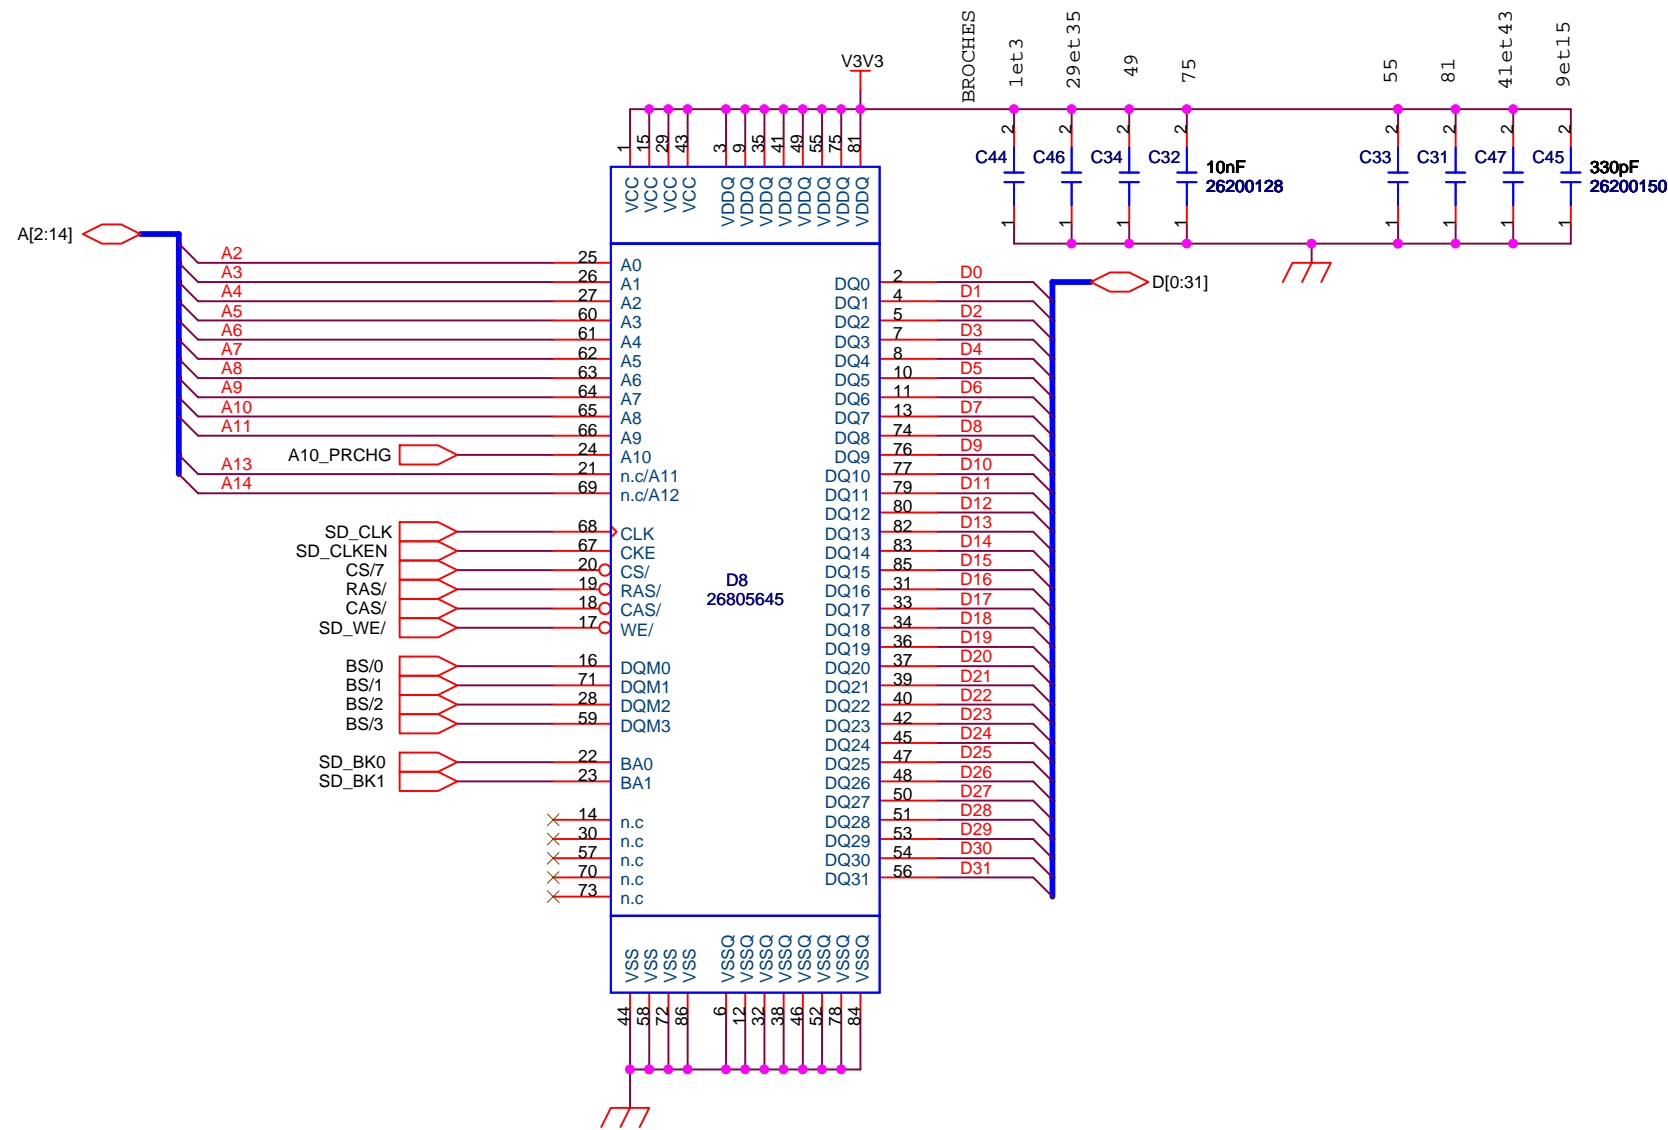 BROCHES
1et3
29et35
49
75
55
81
41et43
9et15
V3V3
2
2
2
2
2
2
2
2
C44
C46
C34
C32
C33
C31
C47
C45
10nF
26200128
330pF
26200150
1
1
1
1
1
1
1
1
1
15
29
43
3
9
35
41
49
55
75
81
VCC
VCC
VCC
VCC
VDDQ
VDDQ
VDDQ
VDDQ
VDDQ
VDDQ
VDDQ
VDDQ
A[2:14]
A2 25 A0
A3 26 A1
A4 27 A2
A5 60 A3
A6 61 A4
A7 62 A5
A8 63 A6
A9 64 A7
A10 65 A8
A11 66 A9
A10_PRCHG 24 A10
A13 21 n.c/A11
A14 69 n.c/A12
SD_CLK 68 CLK
SD_CLKEN 67 CKE
CS/7 20 CS/
RAS/ 19 RAS/
CAS/ 18 CAS/
SD_WE/ 17 WE/
BS/0 16 DQM0
BS/1 71 DQM1
BS/2 28 DQM2
BS/3 59 DQM3
SD_BK0 22 BA0
SD_BK1 23 BA1
14 n.c
30 n.c
57 n.c
70 n.c
73 n.c
D8
26805645
D[0:31]
DQ0 2 D0
DQ1 4 D1
DQ2 5 D2
DQ3 7 D3
DQ4 8 D4
DQ5 10 D5
DQ6 11 D6
DQ7 13 D7
DQ8 74 D8
DQ9 76 D9
DQ10 77 D10
DQ11 79 D11
DQ12 80 D12
DQ13 82 D13
DQ14 83 D14
DQ15 85 D15
DQ16 31 D16
DQ17 33 D17
DQ18 34 D18
DQ19 36 D19
DQ20 37 D20
DQ21 39 D21
DQ22 40 D22
DQ23 42 D23
DQ24 45 D24
DQ25 47 D25
DQ26 48 D26
DQ27 50 D27
DQ28 51 D28
DQ29 53 D29
DQ30 54 D30
DQ31 56 D31
VSS
VSS
VSS
VSS
VSSQ
VSSQ
VSSQ
VSSQ
VSSQ
VSSQ
VSSQ
VSSQ
44
58
72
86
6
12
32
38
46
52
78
84